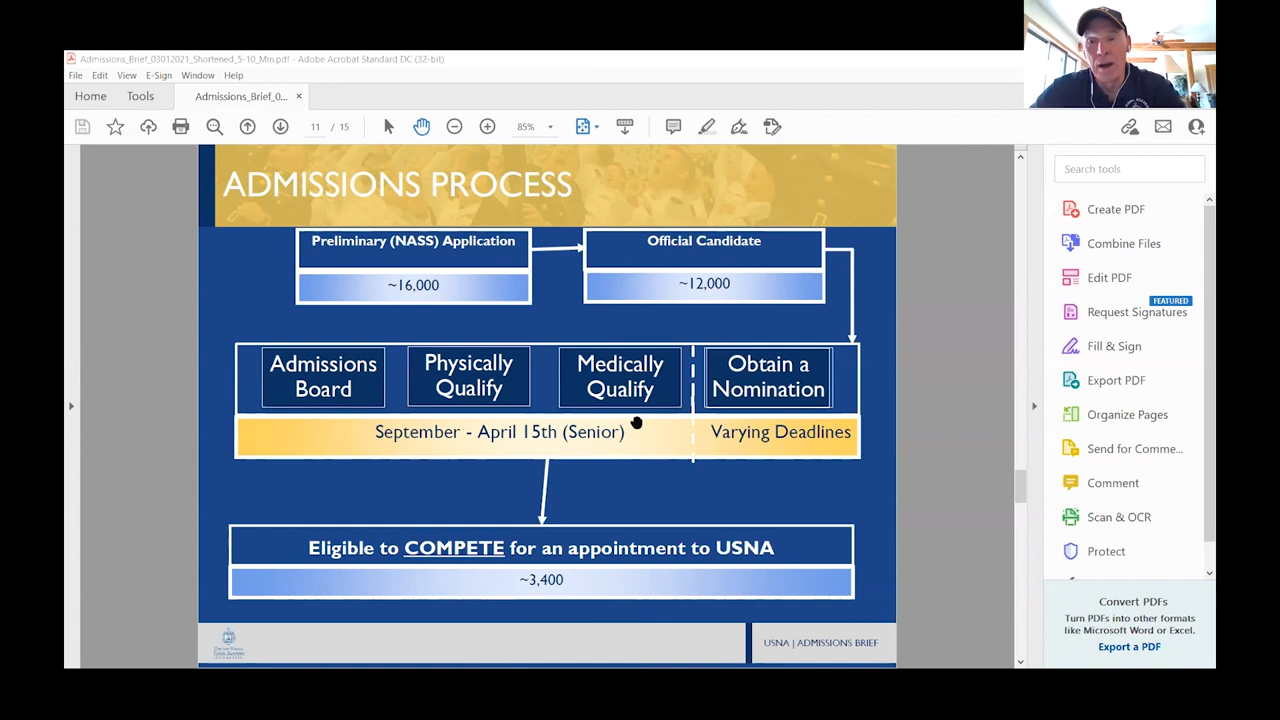 Admissions_Brief_03012021_Shortened_5-10_Min.pdf - Adobe Acrobat Standard DC (32-bit)
File Edit View E-Sign Window Help
Home Tools Admissions_Brief_0... ×
11 / 15 85%
ADMISSIONS PROCESS
Preliminary (NASS) Application
~16,000
Official Candidate
~12,000
Admissions
Board
Physically
Qualify
Medically
Qualify
Obtain a
Nomination
September - April 15th (Senior)
Varying Deadlines
Eligible to COMPETE for an appointment to USNA
~3,400
USNA | ADMISSIONS BRIEF
Search tools
Create PDF
Combine Files
Edit PDF
FEATURED
Request Signatures
Fill & Sign
Export PDF
Organize Pages
Send for Comme...
Comment
Scan & OCR
Protect
Convert PDFs
Turn PDFs into other formats
like Microsoft Word or Excel.
Export a PDF